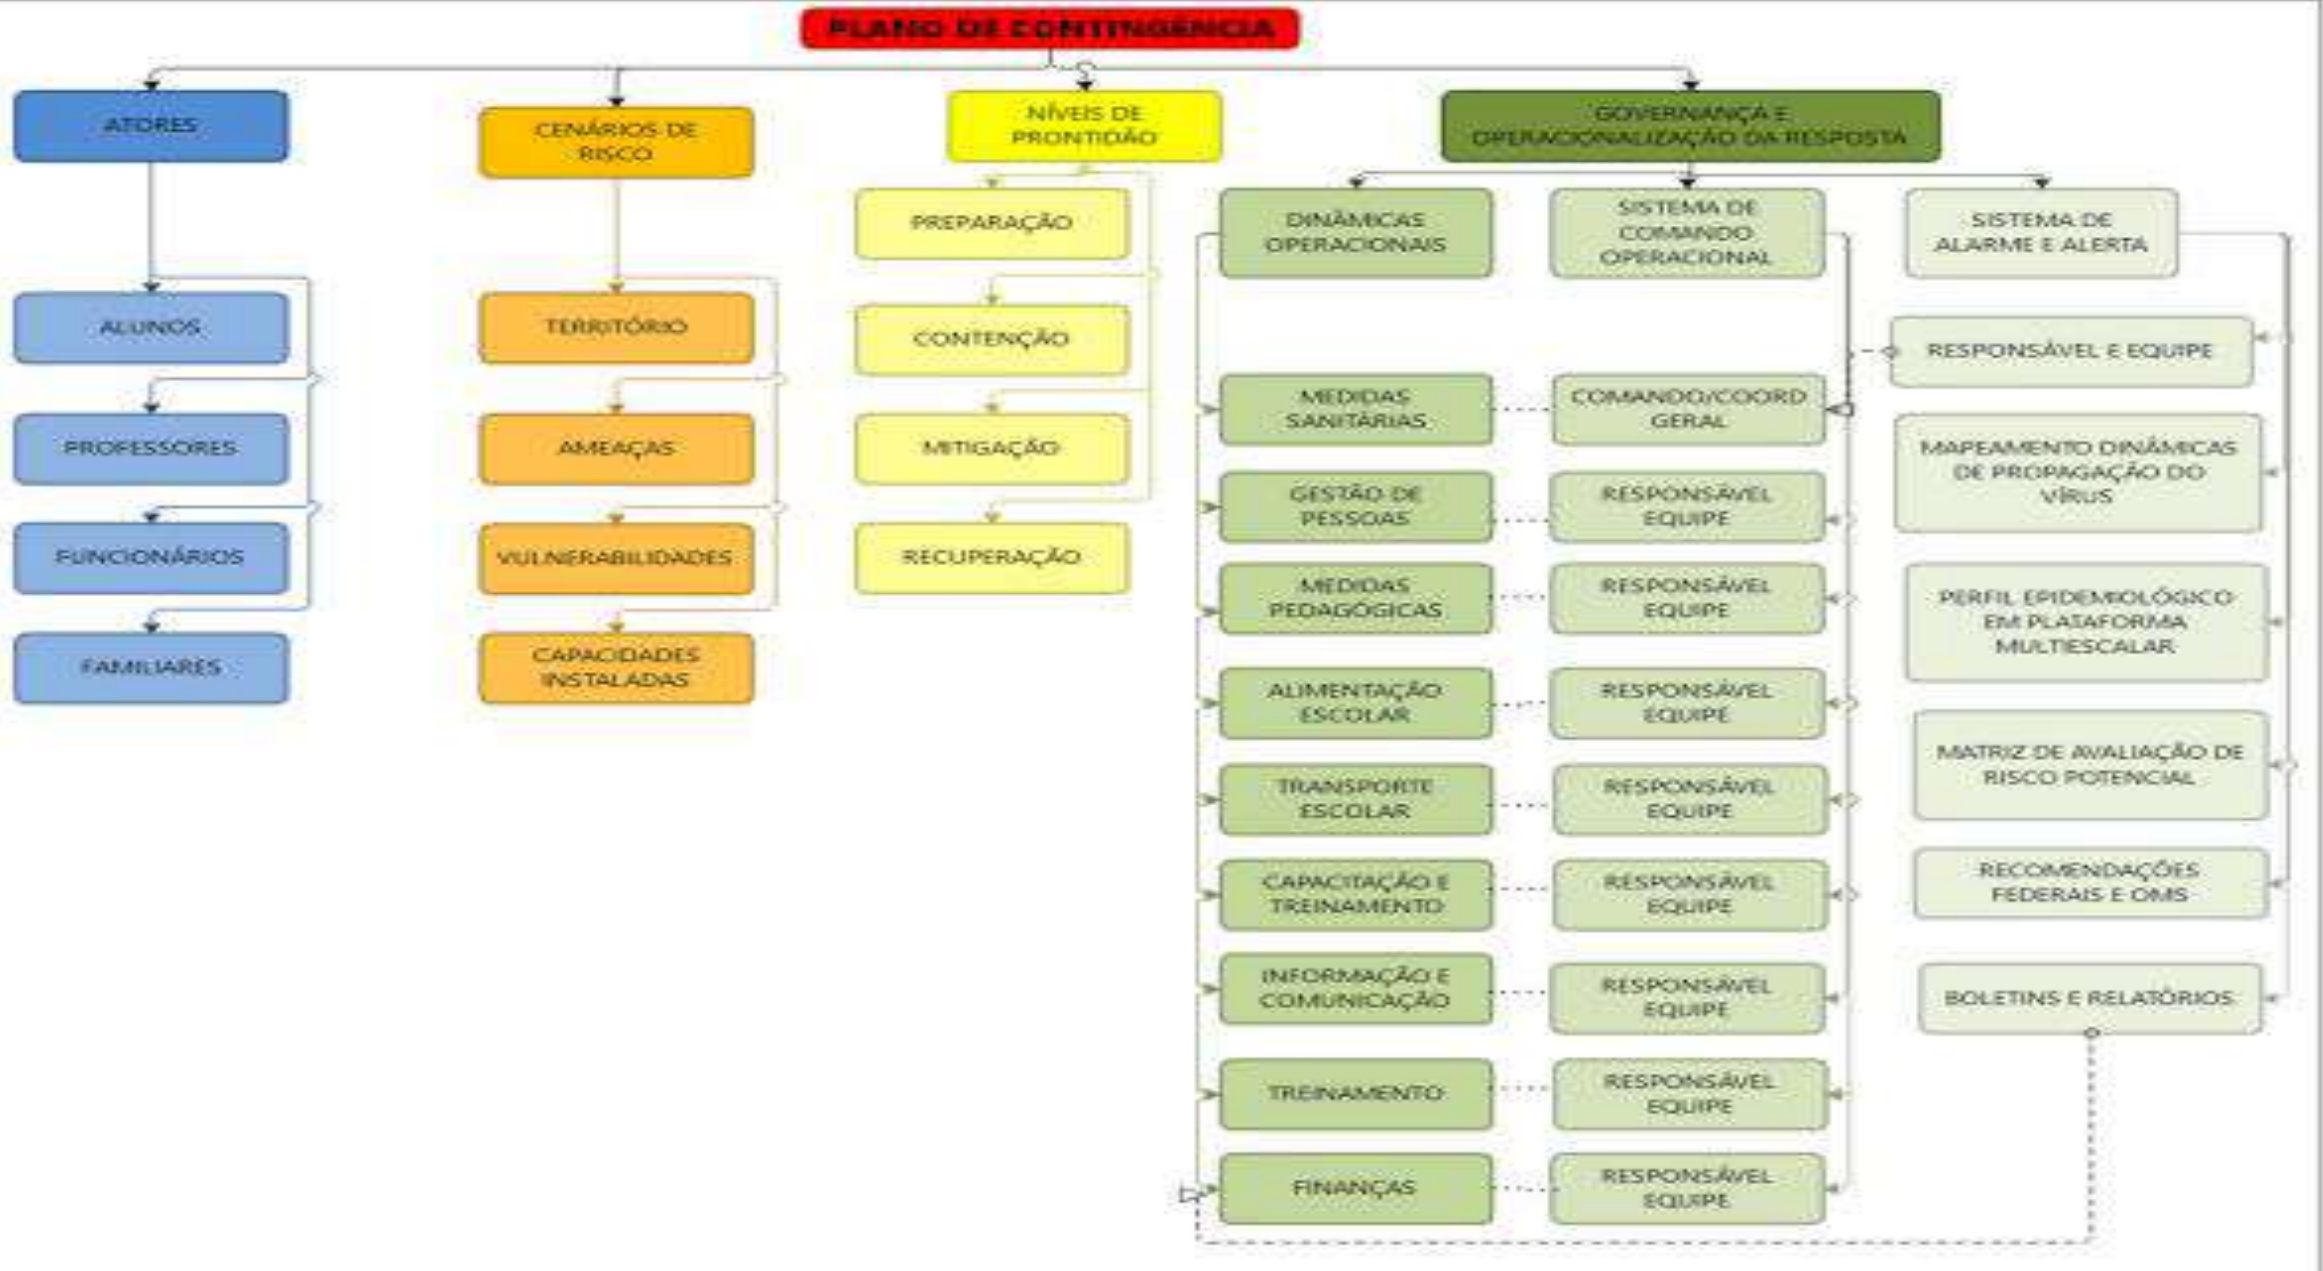 PLANO DE CONTINGÊNCIA
ATORES
ALUNOS
PROFESSORES
FUNCIONÁRIOS
FAMILIARES
CENÁRIOS DE
RISCO
TERRITÓRIO
AMEAÇAS
VULNERABILIDADES
CAPACIDADES
INSTALADAS
NÍVEIS DE
PRONTIDÃO
PREPARAÇÃO
CONTENÇÃO
MITIGAÇÃO
RECUPERAÇÃO
GOVERNANÇA E
OPERACIONALIZAÇÃO DA RESPOSTA
DINÂMICAS
OPERACIONAIS
MEDIDAS
SANITÁRIAS
GESTÃO DE
PESSOAS
MEDIDAS
PEDAGÓGICAS
ALIMENTAÇÃO
ESCOLAR
TRANSPORTE
ESCOLAR
CAPACITAÇÃO E
TREINAMENTO
INFORMAÇÃO E
COMUNICAÇÃO
TREINAMENTO
FINANÇAS
SISTEMA DE
COMANDO
OPERACIONAL
COMANDO/COORD
GERAL
RESPONSÁVEL
EQUIPE
RESPONSÁVEL
EQUIPE
RESPONSÁVEL
EQUIPE
RESPONSÁVEL
EQUIPE
RESPONSÁVEL
EQUIPE
RESPONSÁVEL
EQUIPE
RESPONSÁVEL
EQUIPE
RESPONSÁVEL
EQUIPE
SISTEMA DE
ALARME E ALERTA
RESPONSÁVEL E EQUIPE
MAPEAMENTO DINÂMICAS
DE PROPAGAÇÃO DO
VÍRUS
PERFIL EPIDEMIOLÓGICO
EM PLATAFORMA
MULTIESCALAR
MATRIZ DE AVALIAÇÃO DE
RISCO POTENCIAL
RECOMENDAÇÕES
FEDERAIS E OMS
BOLETINS E RELATÓRIOS